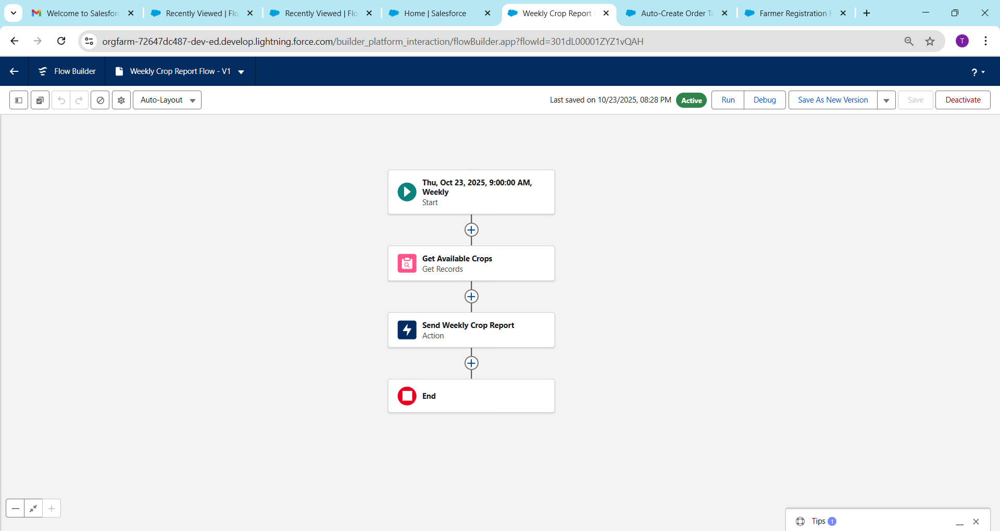 Welcome to Salesforc
Recently Viewed | Flo
Recently Viewed | Flo
Home | Salesforce
Weekly Crop Report
Auto-Create Order Ta
Farmer Registration F
orgfarm-72647dc487-dev-ed.develop.lightning.force.com/builder_platform_interaction/flowBuilder.app?flowId=301dL00001ZYZ1vQAH
T
Flow Builder
Weekly Crop Report Flow - V1
?
Auto-Layout
Last saved on 10/23/2025, 08:28 PM
Active
Run
Debug
Save As New Version
Save
Deactivate
Thu, Oct 23, 2025, 9:00:00 AM,
Weekly
Start
Get Available Crops
Get Records
Send Weekly Crop Report
Action
End
Tips 1